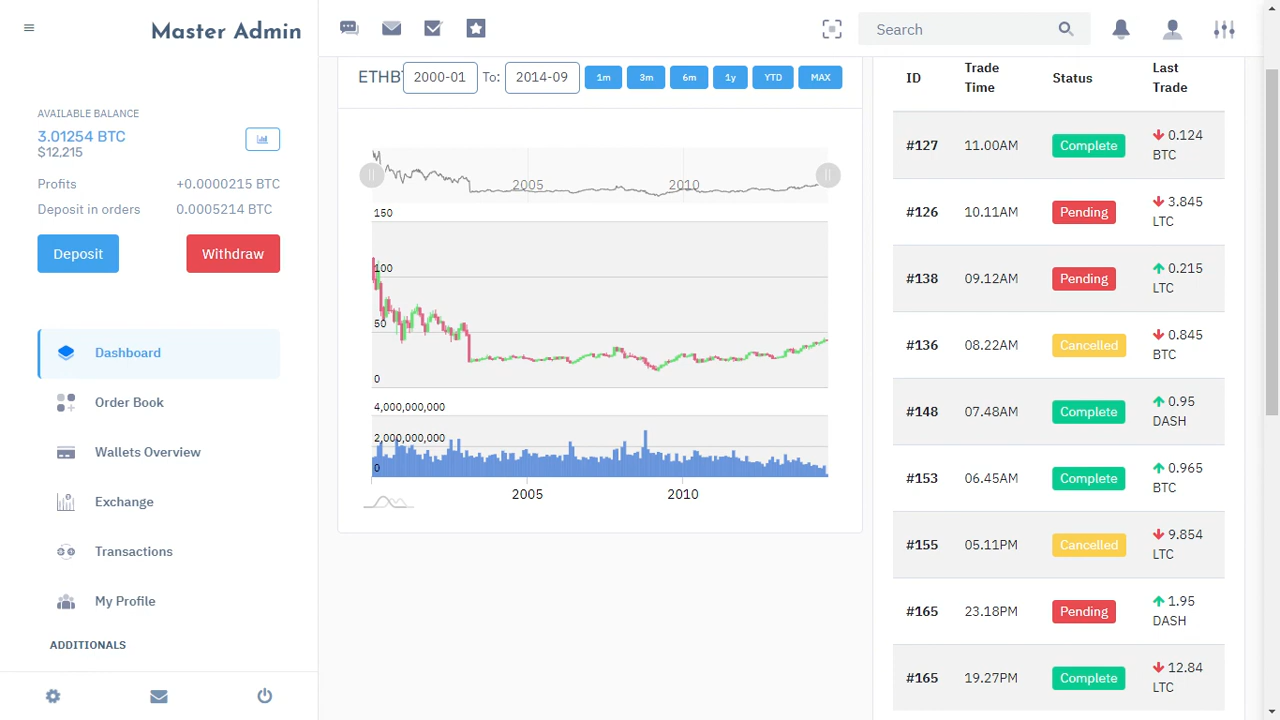 Master Admin
AVAILABLE BALANCE
3.01254 BTC
$12,215
Profits +0.0000215 BTC
Deposit in orders 0.0005214 BTC
Deposit Withdraw
Dashboard
Order Book
Wallets Overview
Exchange
Transactions
My Profile
ADDITIONALS
Search
ETHB 2000-01 To: 2014-09 1m 3m 6m 1y YTD MAX
2005 2010
150
100
50
0
4,000,000,000
2,000,000,000
0
2005 2010
ID Trade Time Status Last Trade
#127 11.00AM Complete 0.124 BTC
#126 10.11AM Pending 3.845 LTC
#138 09.12AM Pending 0.215 LTC
#136 08.22AM Cancelled 0.845 BTC
#148 07.48AM Complete 0.95 DASH
#153 06.45AM Complete 0.965 BTC
#155 05.11PM Cancelled 9.854 LTC
#165 23.18PM Pending 1.95 DASH
#165 19.27PM Complete 12.84 LTC